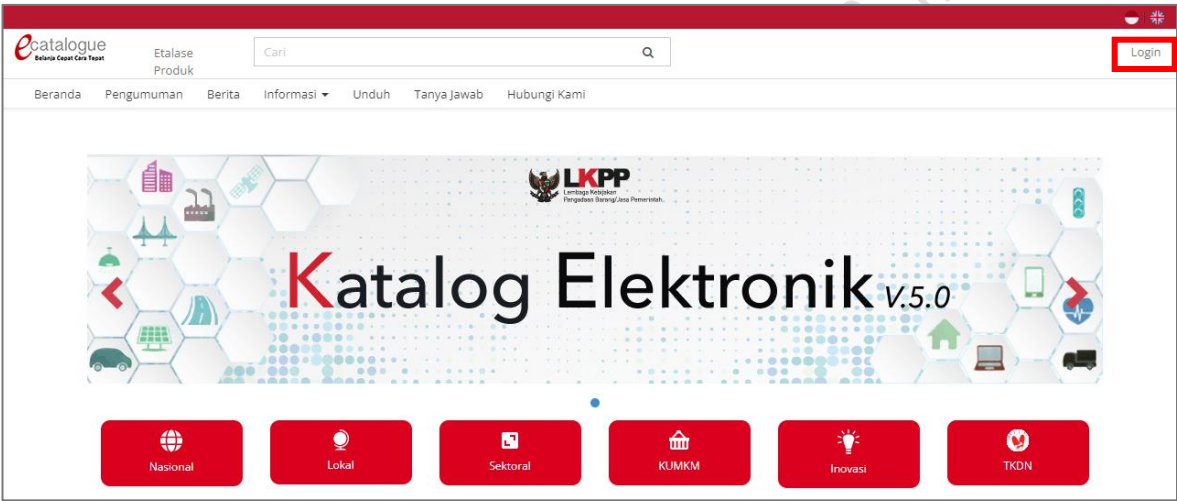 ecatalogue
Belanja Cepat Cara Tepat
Etalase
Produk
Cari
Login
Beranda Pengumuman Berita Informasi Unduh Tanya Jawab Hubungi Kami
LKPP
Lembaga Kebijakan
Pengadaan Barang/Jasa Pemerintah
Katalog Elektronik v.5.0
Nasional Lokal Sektoral KUMKM Inovasi TKDN